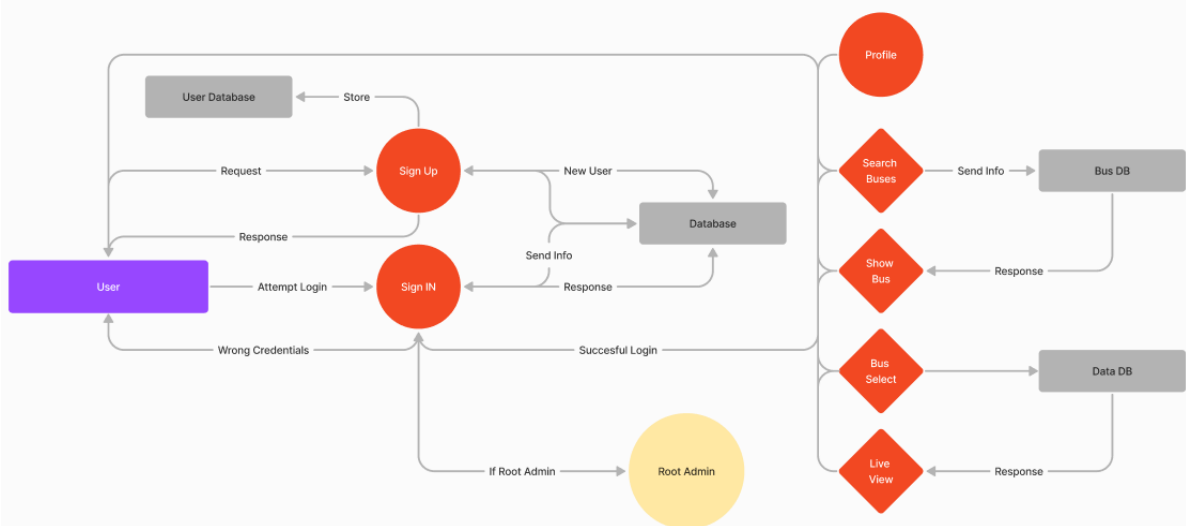 Profile
User Database
Store
Request
Sign Up
New User
Search
Buses
Send Info
Bus DB
Database
Response
Send Info
Show
Bus
Response
User
Attempt Login
Sign IN
Response
Wrong Credentials
Succesful Login
Bus
Select
Data DB
If Root Admin
Root Admin
Live
View
Response